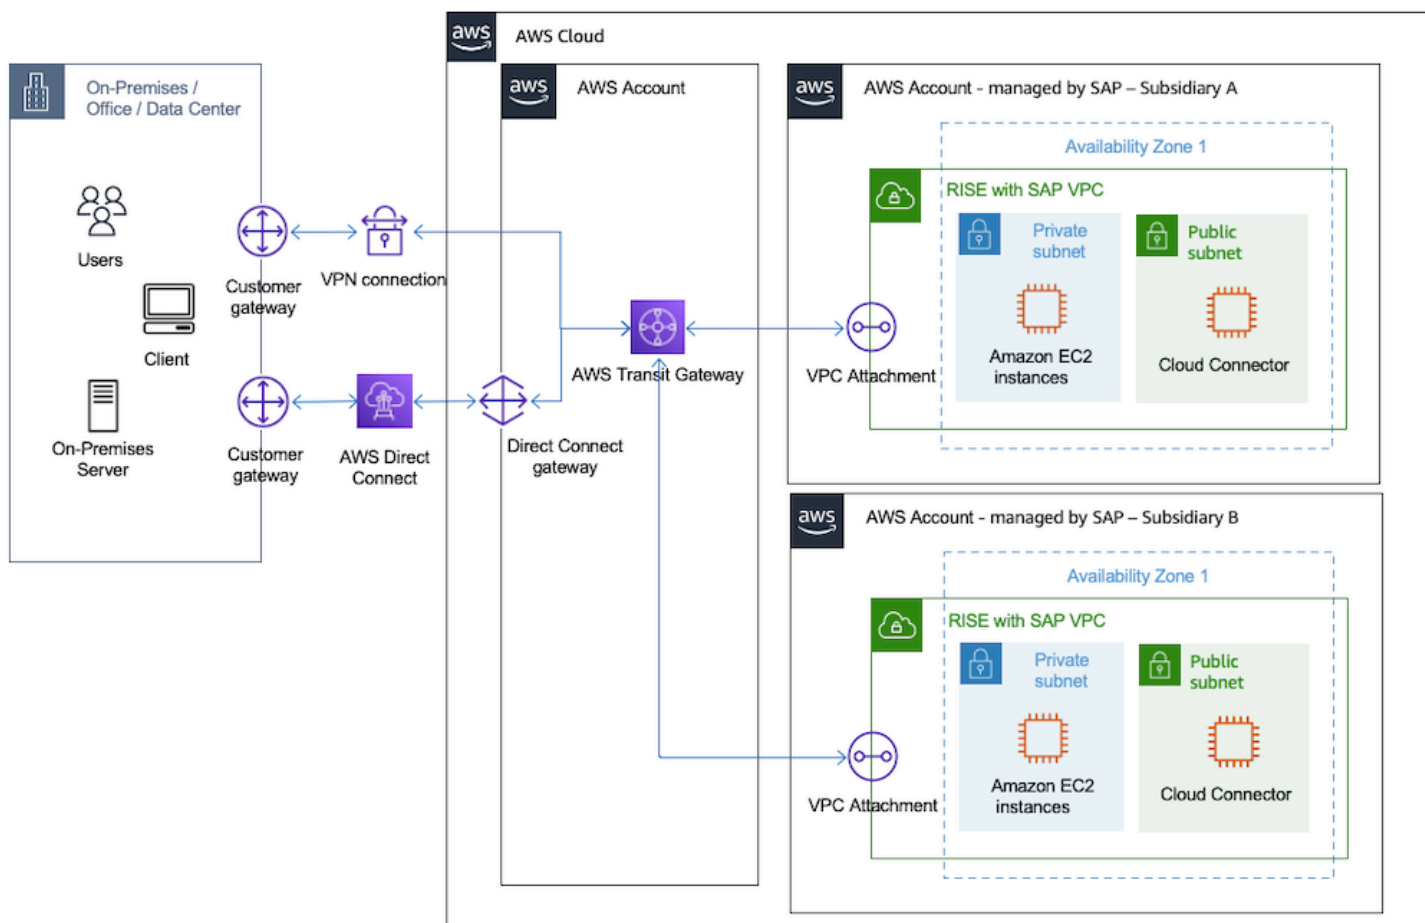 aws
AWS Cloud
On-Premises /
Office / Data Center
aws
AWS Account
aws
AWS Account - managed by SAP – Subsidiary A
Availability Zone 1
RISE with SAP VPC
Private
subnet
Public
subnet
Users
Customer
gateway
VPN connection
Client
Amazon EC2
instances
Cloud Connector
AWS Transit Gateway
VPC Attachment
On-Premises
Server
Customer
gateway
AWS Direct
Connect
Direct Connect
gateway
aws
AWS Account - managed by SAP – Subsidiary B
Availability Zone 1
RISE with SAP VPC
Private
subnet
Public
subnet
Amazon EC2
instances
Cloud Connector
VPC Attachment